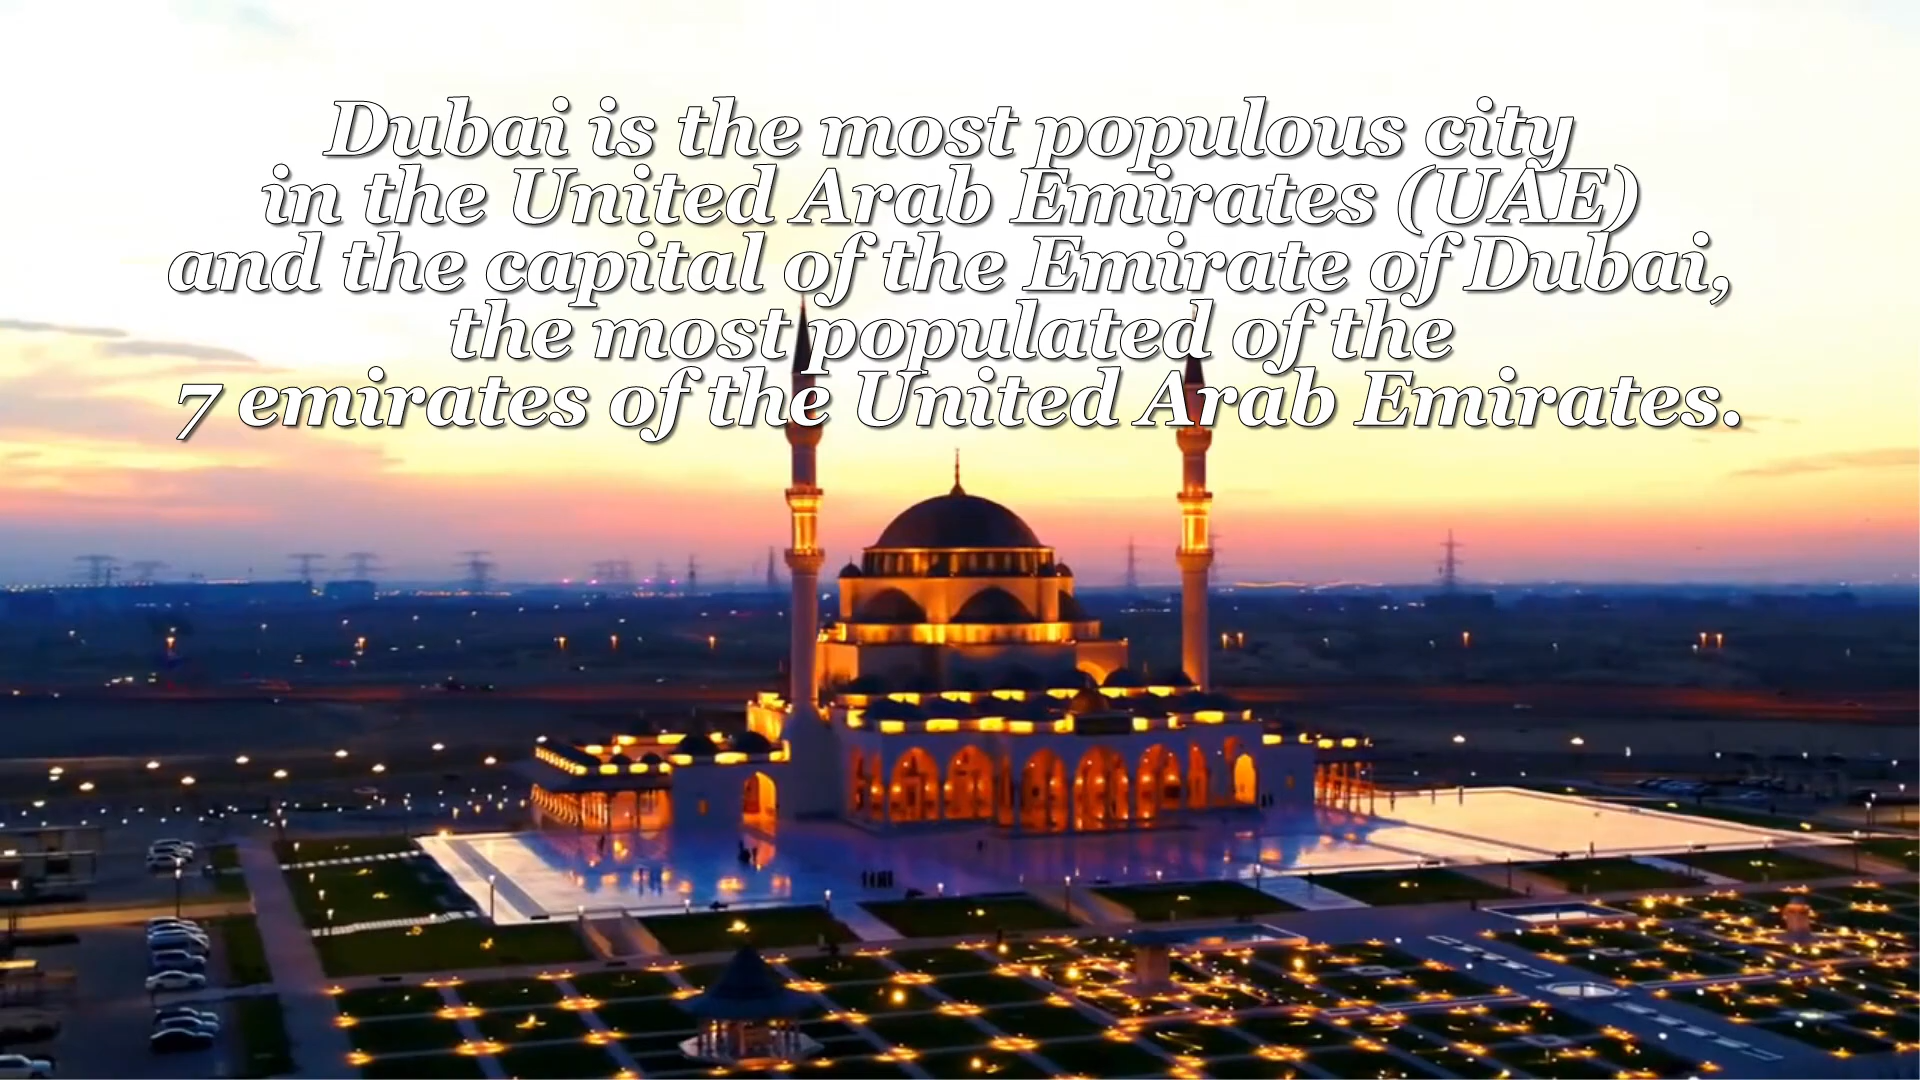 Dubai is the most populous city
in the United Arab Emirates (UAE)
and the capital of the Emirate of Dubai,
the most populated of the
7 emirates of the United Arab Emirates.